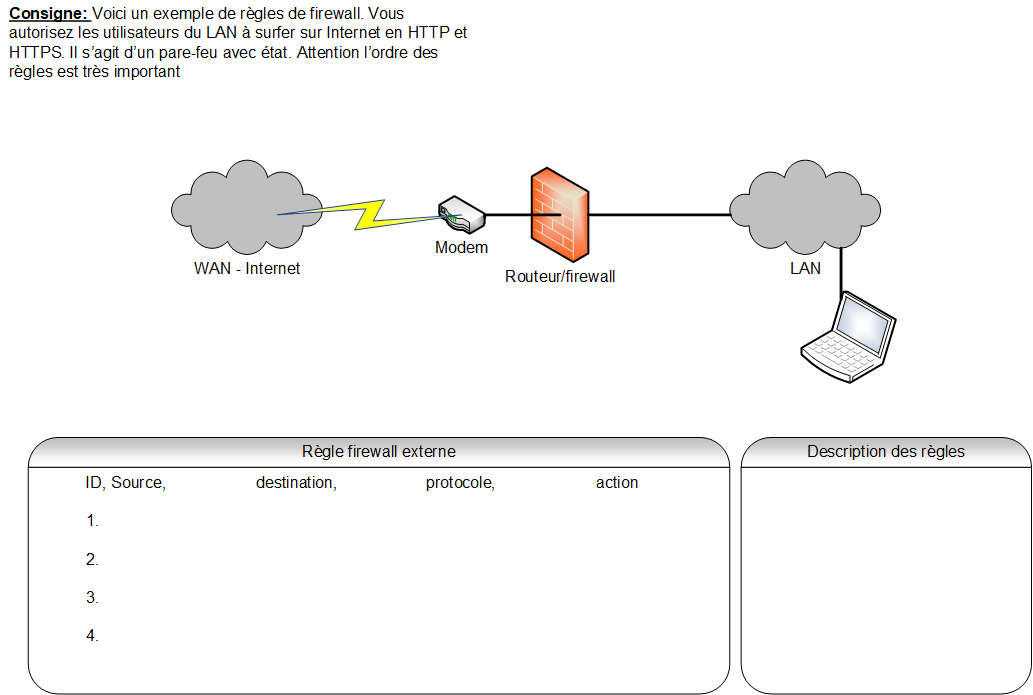 Consigne: Voici un exemple de règles de firewall. Vous
autorisez les utilisateurs du LAN à surfer sur Internet en HTTP et
HTTPS. Il s’agit d’un pare-feu avec état. Attention l’ordre des
règles est très important
WAN - Internet
Modem
Routeur/firewall
LAN
Règle firewall externe
ID, Source, destination, protocole, action
1.
2.
3.
4.
Description des règles